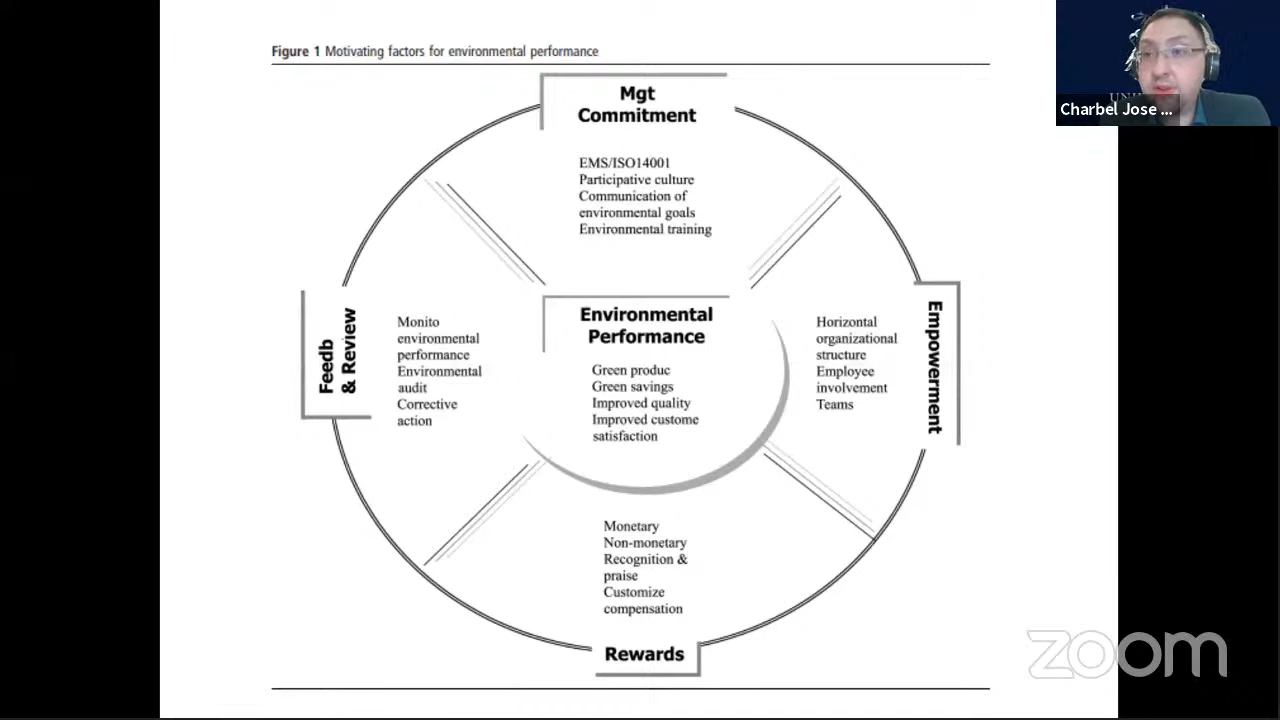 Figure 1 Motivating factors for environmental performance
Mgt
Commitment
EMS/ISO14001
Participative culture
Communication of
environmental goals
Environmental training
Feedb
& Review
Monito
environmental
performance
Environmental
audit
Corrective
action
Environmental
Performance
Green produc
Green savings
Improved quality
Improved custome
satisfaction
Horizontal
organizational
structure
Employee
involvement
Teams
Empowerment
Monetary
Non-monetary
Recognition &
praise
Customize
compensation
Rewards
Charbel Jose ...
zoom